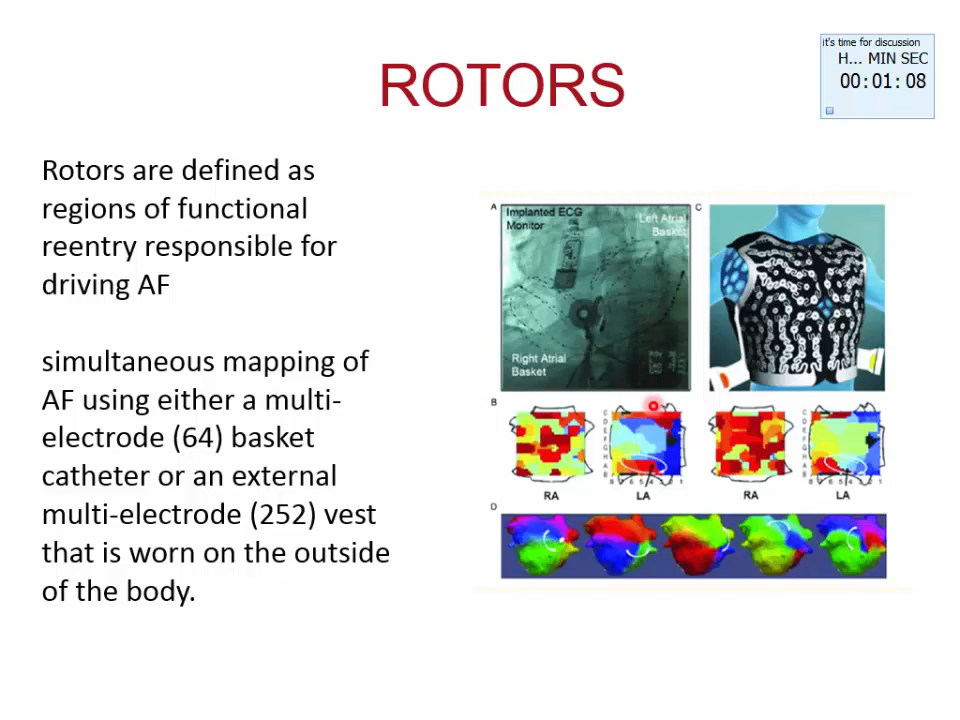 it's time for discussion
H... MIN SEC
00:01:08
ROTORS
Rotors are defined as
regions of functional
reentry responsible for
driving AF
simultaneous mapping of
AF using either a multi-
electrode (64) basket
catheter or an external
multi-electrode (252) vest
that is worn on the outside
of the body.
A
Implanted ECG
Monitor
Left Atrial
Basket
Right Atrial
Basket
C
B
C
D
E
F
G
H
A
B
RA
LA
RA
LA
D